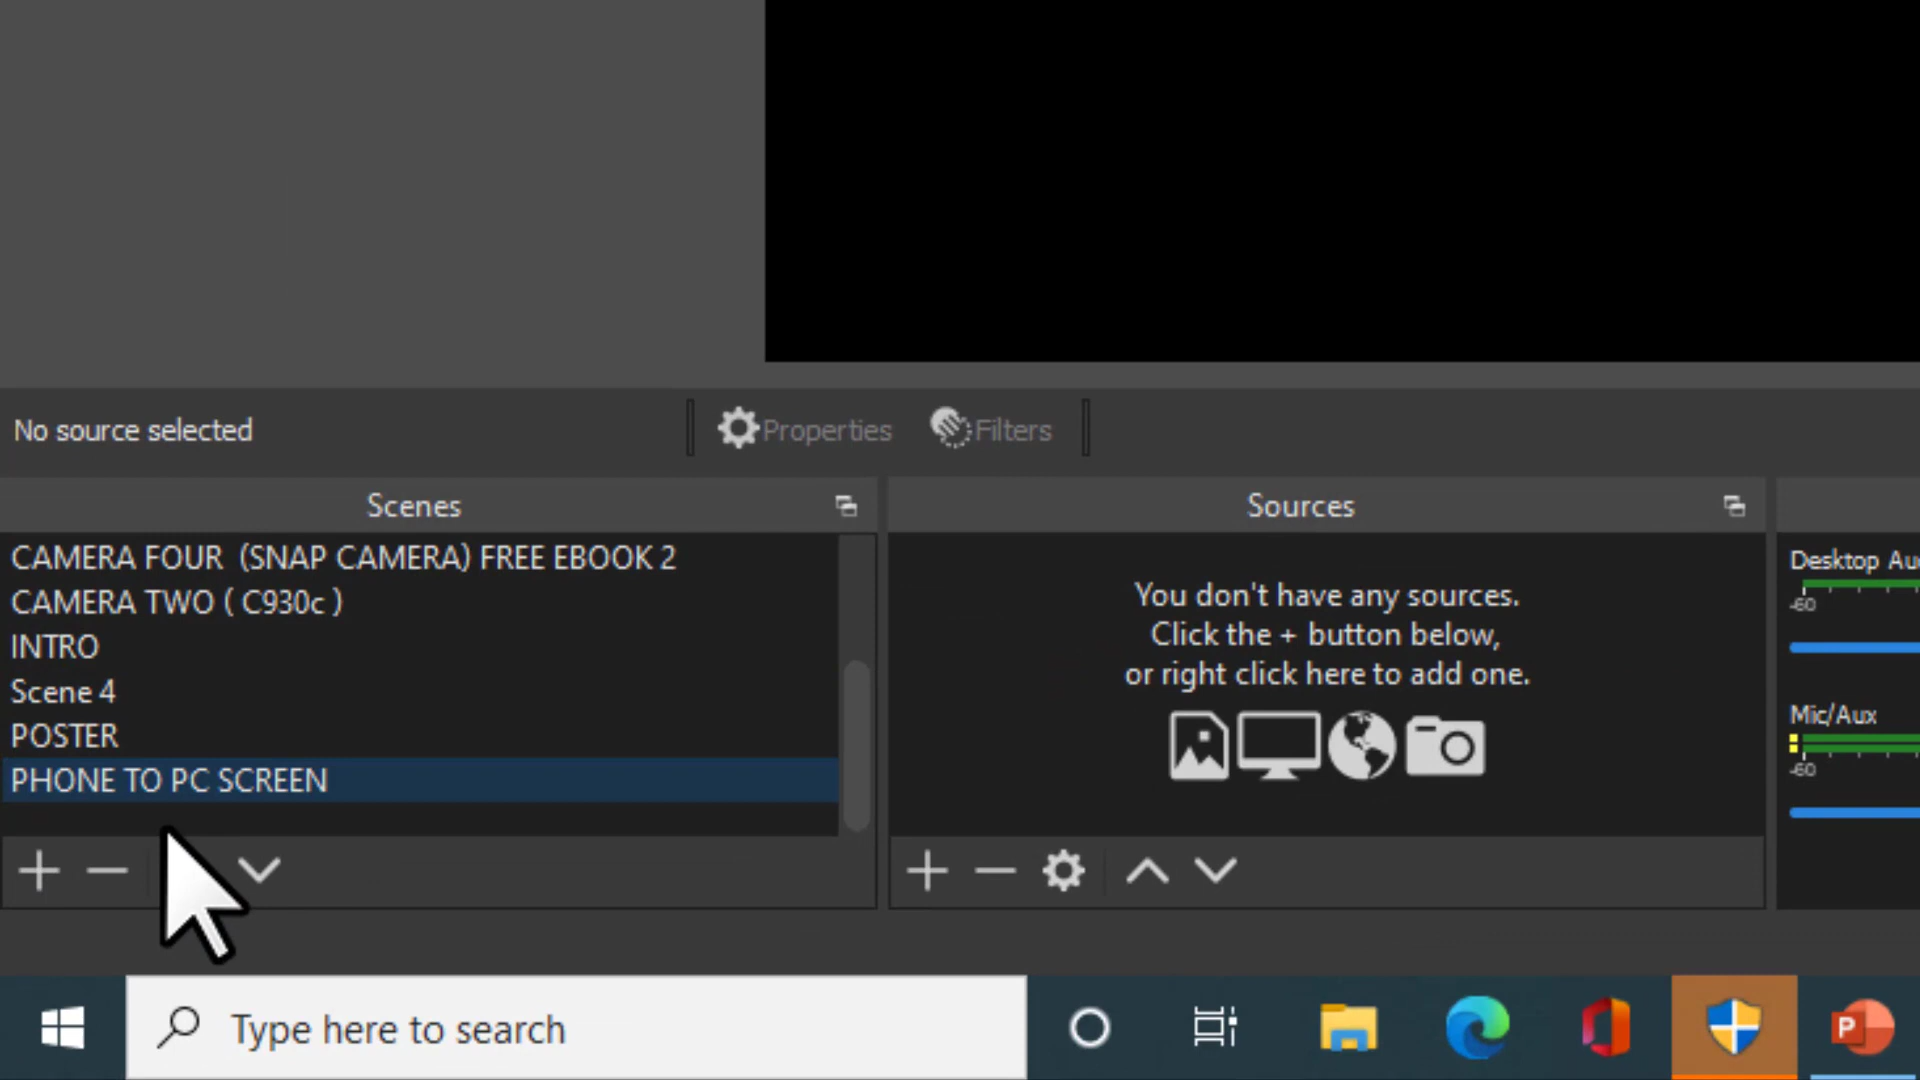 No source selected
Properties
Filters
Scenes
Sources
CAMERA FOUR (SNAP CAMERA) FREE EBOOK 2
CAMERA TWO ( C930c )
INTRO
Scene 4
POSTER
PHONE TO PC SCREEN
You don't have any sources.
Click the + button below,
or right click here to add one.
Desktop Au
-60
Mic/Aux
-60
Type here to search
P